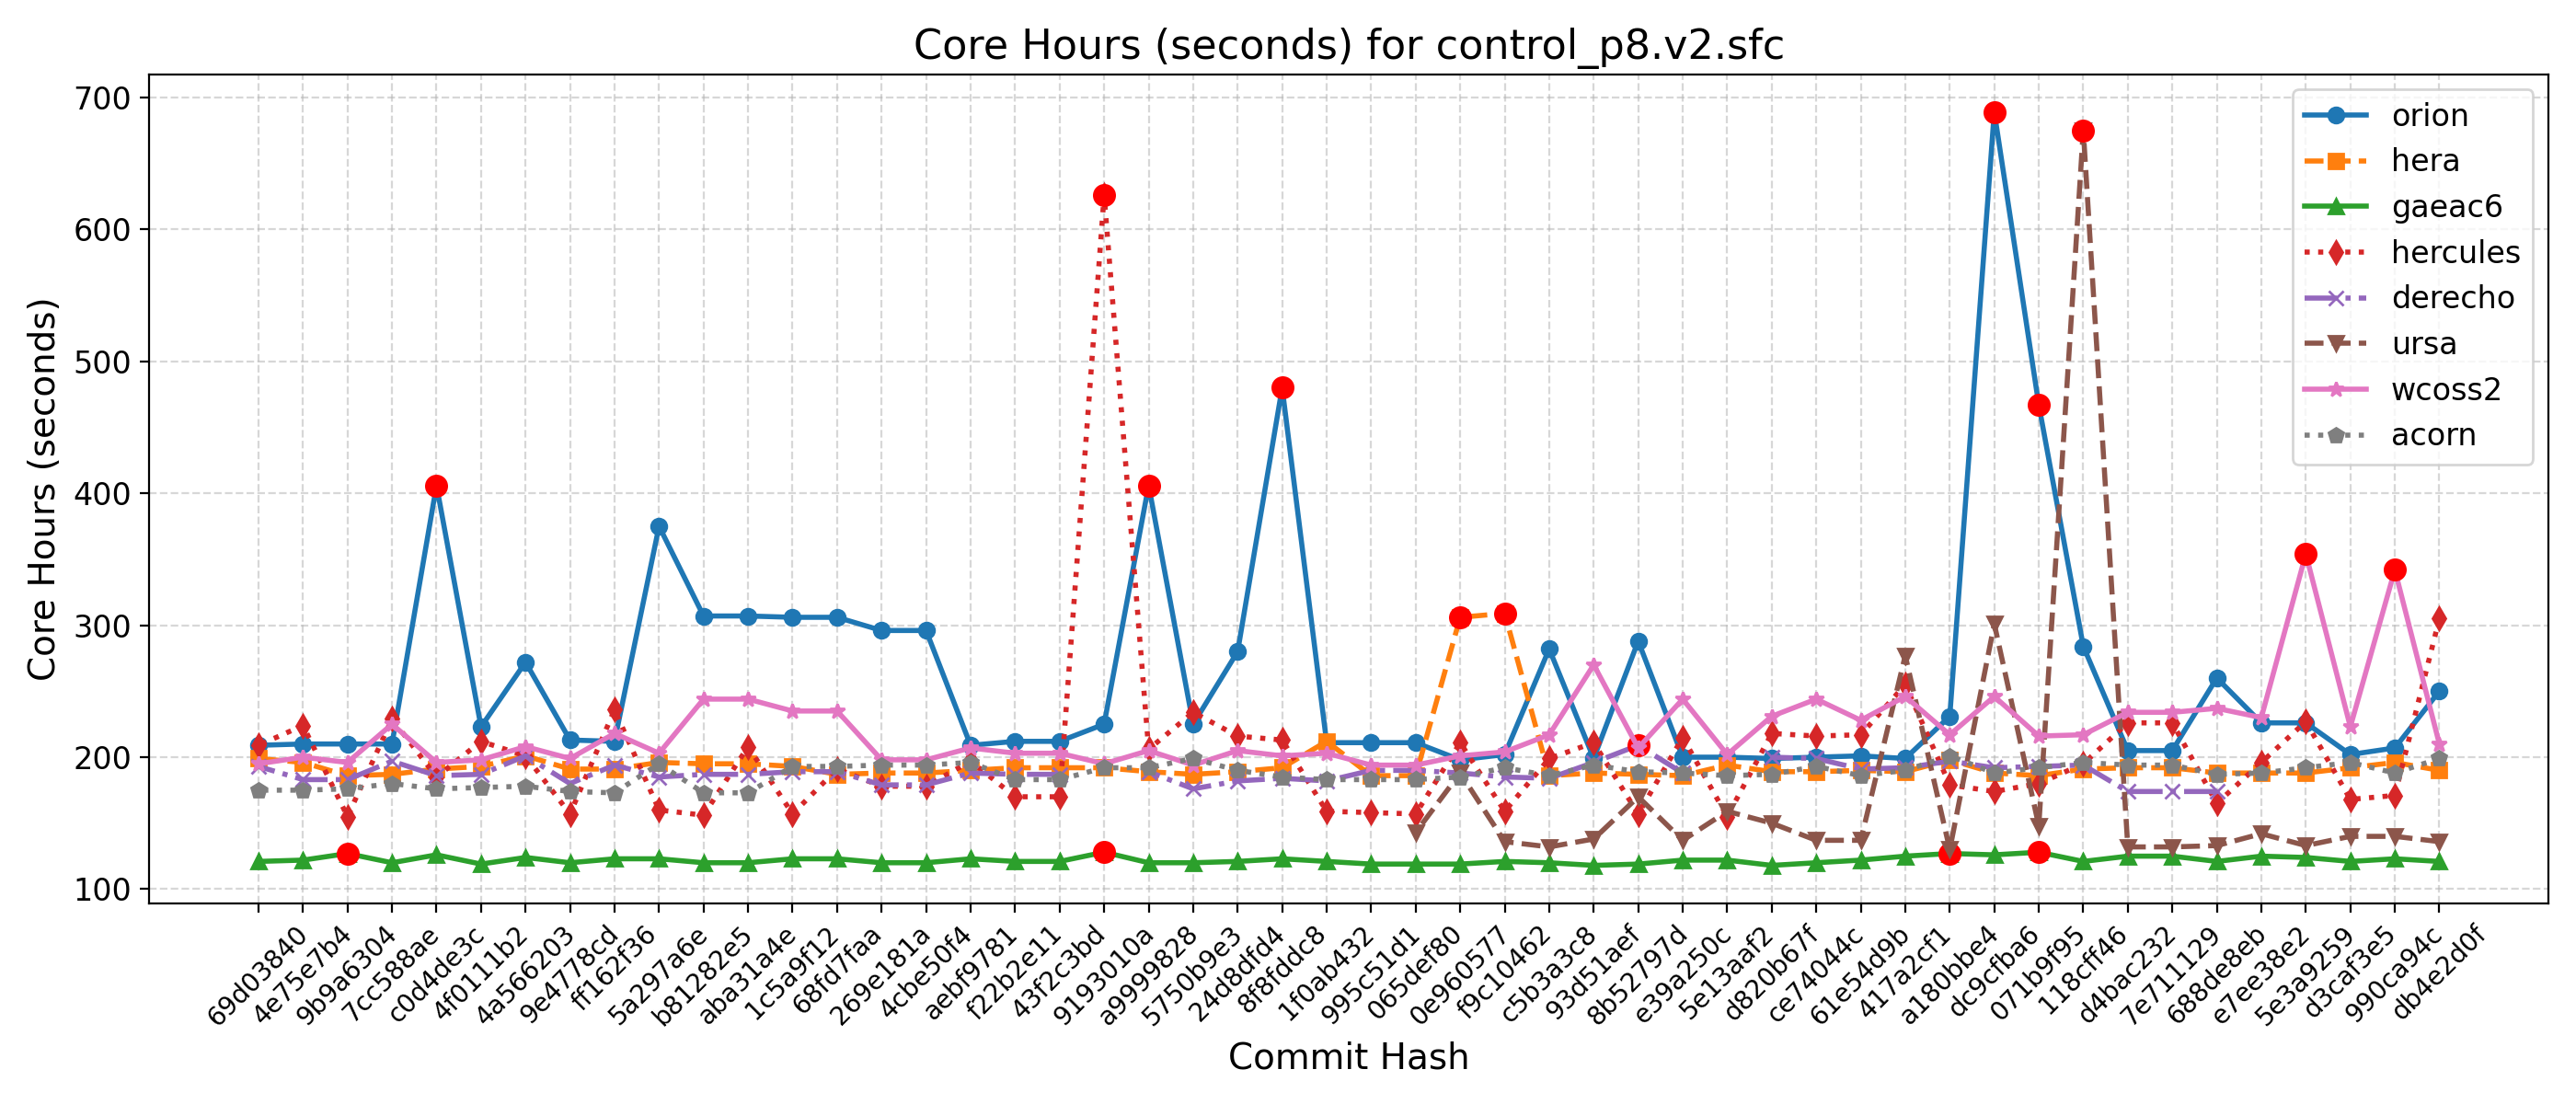 Core Hours (seconds) for control_p8.v2.sfc
Core Hours (seconds)
700
600
500
400
300
200
100
orion
hera
gaeac6
hercules
derecho
ursa
wcoss2
acorn
69d03840
4e75e7b4
9b9a6304
7cc588ae
c0d4de3c
4f0111b2
4a566203
9e4778cd
ff162f36
5a297a6e
b81282e5
aba31a4e
1c5a9f12
68fd7faa
269e181a
4cbe50f4
aebf9781
f22b2e11
43f2c3bd
9193010a
a9999828
5750b9e3
24d8dfd4
8f8fddc8
1f0ab432
995c51d1
065def80
0e960577
f9c10462
c5b3a3c8
93d51aef
8b52797d
e39a250c
5e13aaf2
d820b67f
ce74044c
61e54d9b
417a2cf1
a180bbe4
dc9cfba6
071b9f95
118cff46
d4bac232
7e711129
688de8eb
e7ee38e2
5e3a9259
d3caf3e5
990ca94c
db4e2d0f
Commit Hash